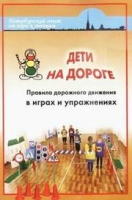 ДЕТИ
НА ДОРОГЕ
Правила дорожного движения
в играх и упражнениях